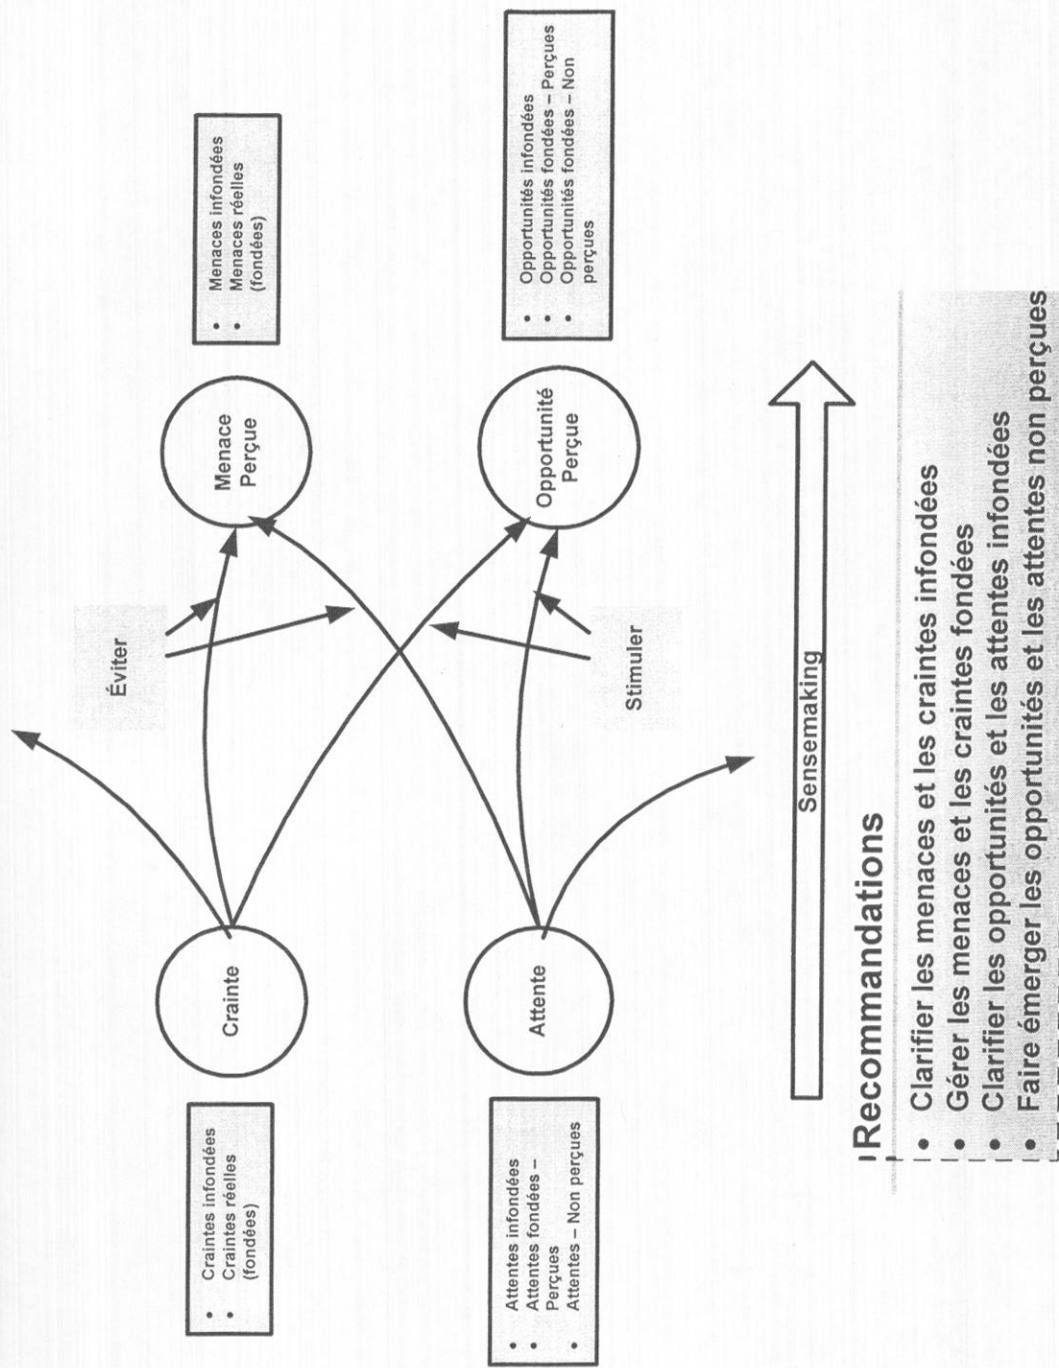 Craintes infondées
Craintes réelles
(fondées)
Crainte
Éviter
Menace
Perçue
Menaces infondées
Menaces réelles
(fondées)
Attentes infondées
Attentes fondées –
Perçues
Attentes – Non perçues
Attente
Stimuler
Opportunité
Perçue
Opportunités infondées
Opportunités fondées – Perçues
Opportunités fondées – Non
perçues
Sensemaking
Recommandations
Clarifier les menaces et les craintes infondées
Gérer les menaces et les craintes fondées
Clarifier les opportunités et les attentes infondées
Faire émerger les opportunités et les attentes non perçues